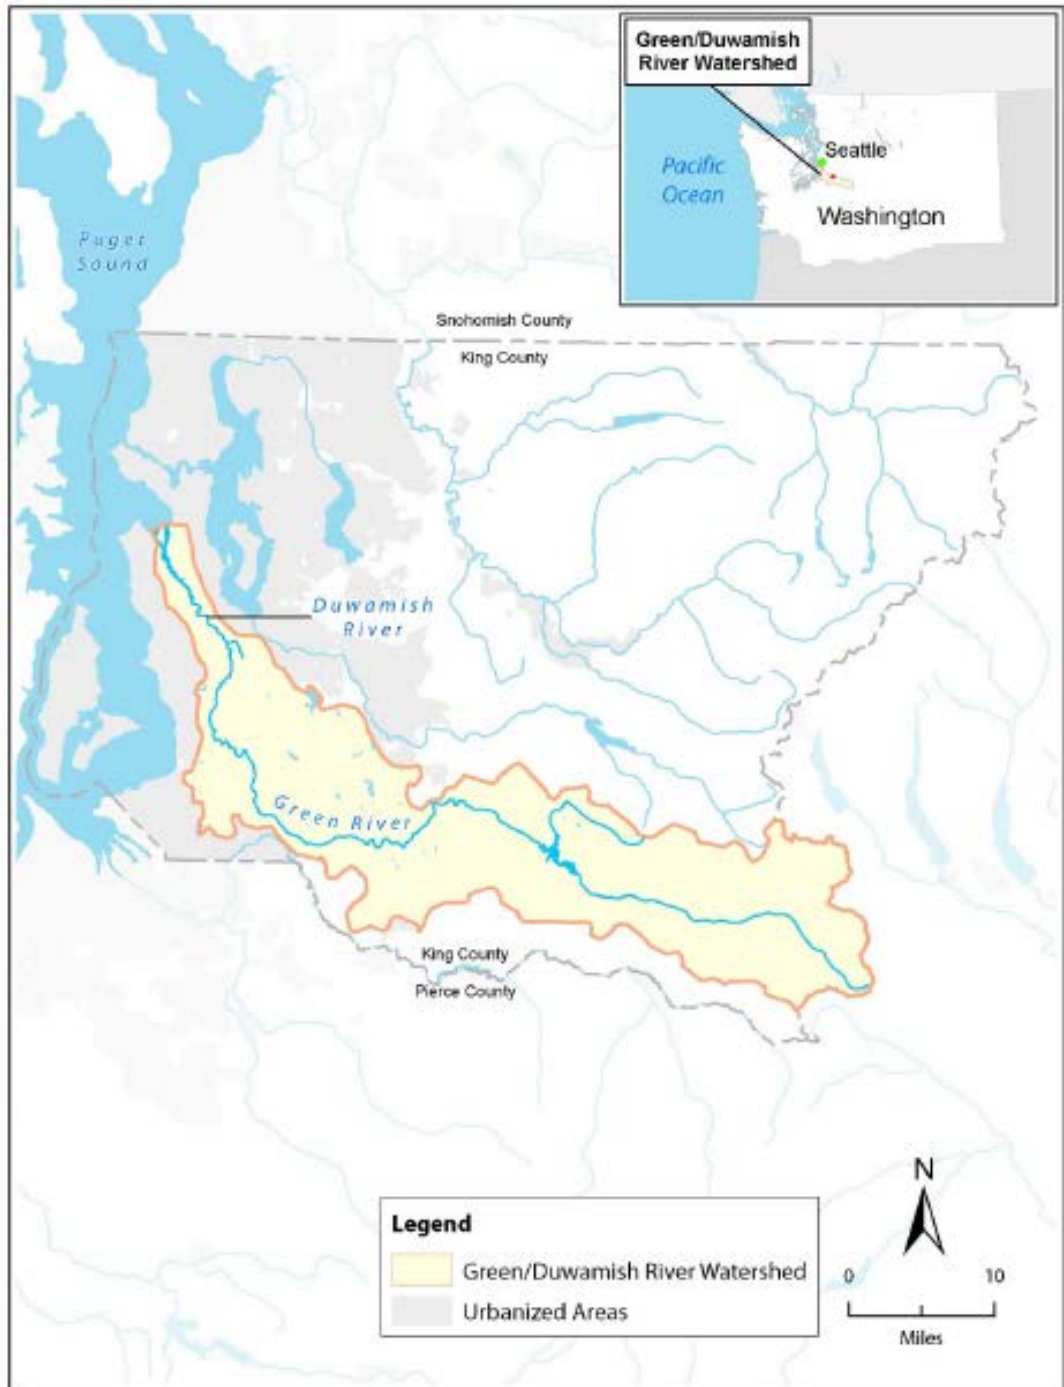 Green/Duwamish
River Watershed
Seattle
Pacific
Ocean
Washington
Puget
Sound
Snohomish County
King County
Duwamish
River
Green River
King County
Pierce County
N
Legend
Green/Duwamish River Watershed
Urbanized Areas
0 10
Miles